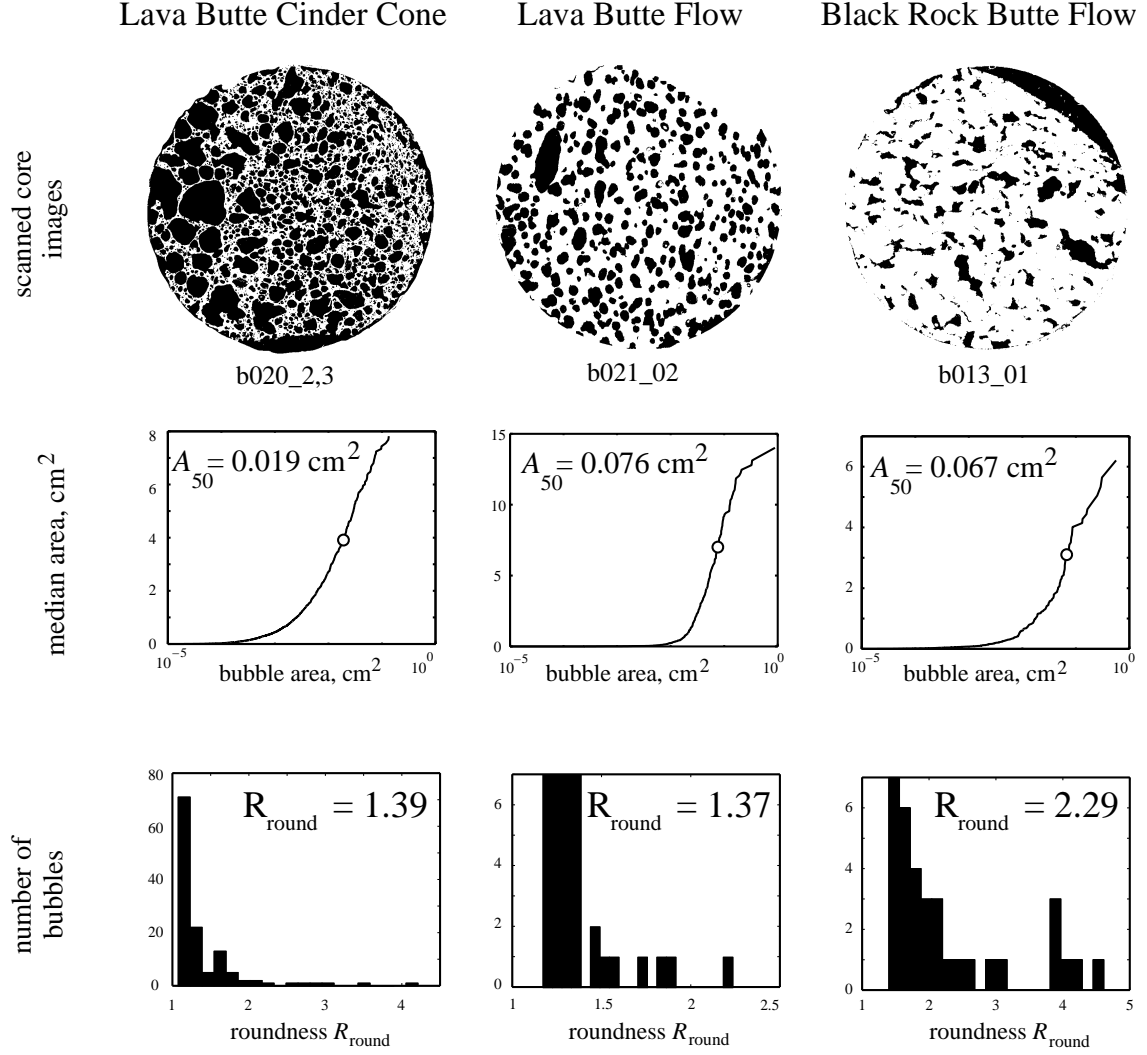 Lava Butte Cinder Cone
Lava Butte Flow
Black Rock Butte Flow
scanned core
images
b020_2,3
b021_02
b013_01
median area, cm2
8
6
4
2
0
A50 = 0.019 cm2
10−5
100
bubble area, cm2
15
10
5
0
A50 = 0.076 cm2
10−5
100
bubble area, cm2
6
4
2
0
A50 = 0.067 cm2
10−5
100
bubble area, cm2
number of
bubbles
80
60
40
20
0
Rround = 1.39
1 2 3 4
roundness Rround
6
4
2
0
Rround = 1.37
1 1.5 2 2.5
roundness Rround
6
4
2
0
Rround = 2.29
1 2 3 4 5
roundness Rround